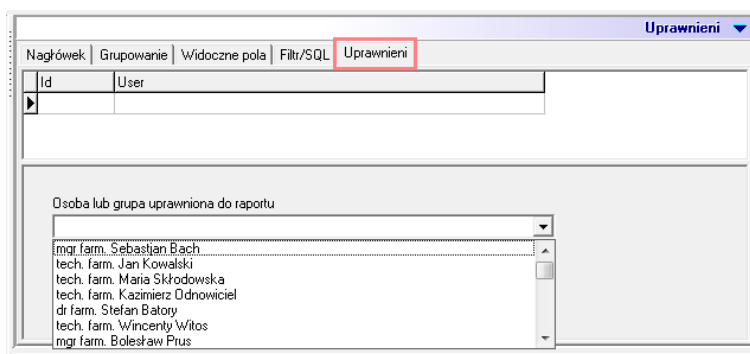 Uprawnieni
Nagłówek Grupowanie Widoczne pola Filtr/SQL Uprawnieni
Id User
Osoba lub grupa uprawniona do raportu
mgr farm. Sebastjan Bach
tech. farm. Jan Kowalski
tech. farm. Maria Skłodowska
tech. farm. Kazimierz Odnowiciel
dr farm. Stefan Batory
tech. farm. Wincenty Witos
mgr farm. Bolesław Prus